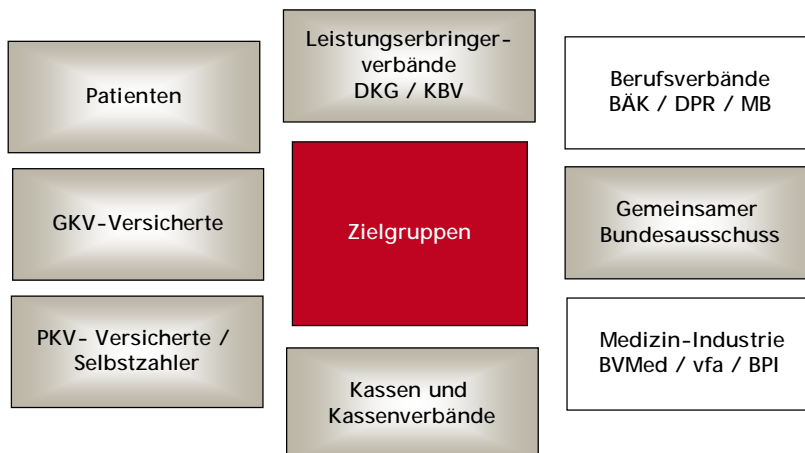 Leistungserbringer-
verbände
DKG / KBV
Patienten
Berufsverbände
BÄK / DPR / MB
GKV-Versicherte
Zielgruppen
Gemeinsamer
Bundesausschuss
PKV- Versicherte /
Selbstzahler
Medizin-Industrie
BVMed / vfa / BPI
Kassen und
Kassenverbände